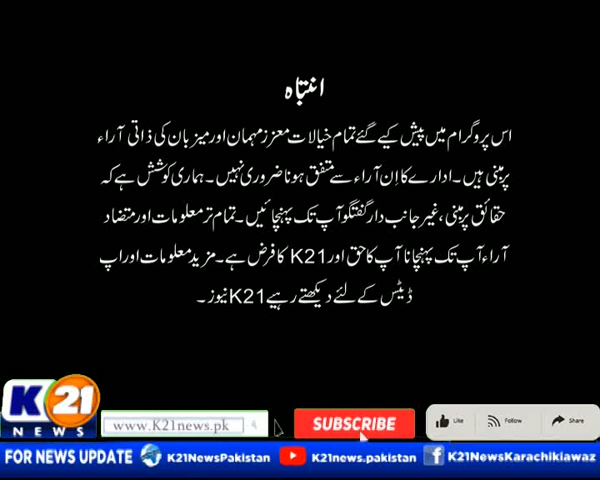 انتباہ
اس پروگرام میں پیش کیے گئے تمام خیالات معزز مہمان اور میزبان کی ذاتی آراء
پر مبنی ہیں۔ ادارے کا اِن آراء سے متفق ہونا ضروری نہیں۔ ہماری کوشش ہے کہ
حقائق پر مبنی، غیر جانب دار گفتگو آپ تک پہنچائیں۔ تمام تر معلومات اور متضاد
آراء آپ تک پہنچانا آپ کا حق اور K21 کا فرض ہے۔ مزید معلومات اور اپ
ڈیٹس کے لئے دیکھتے رہیے K21 نیوز۔
K21
NEWS
www.K21news.pk
SUBSCRIBE
Like
Follow
Share
FOR NEWS UPDATE K21NewsPakistan K21news.pakistan K21NewsKarachikiawaz